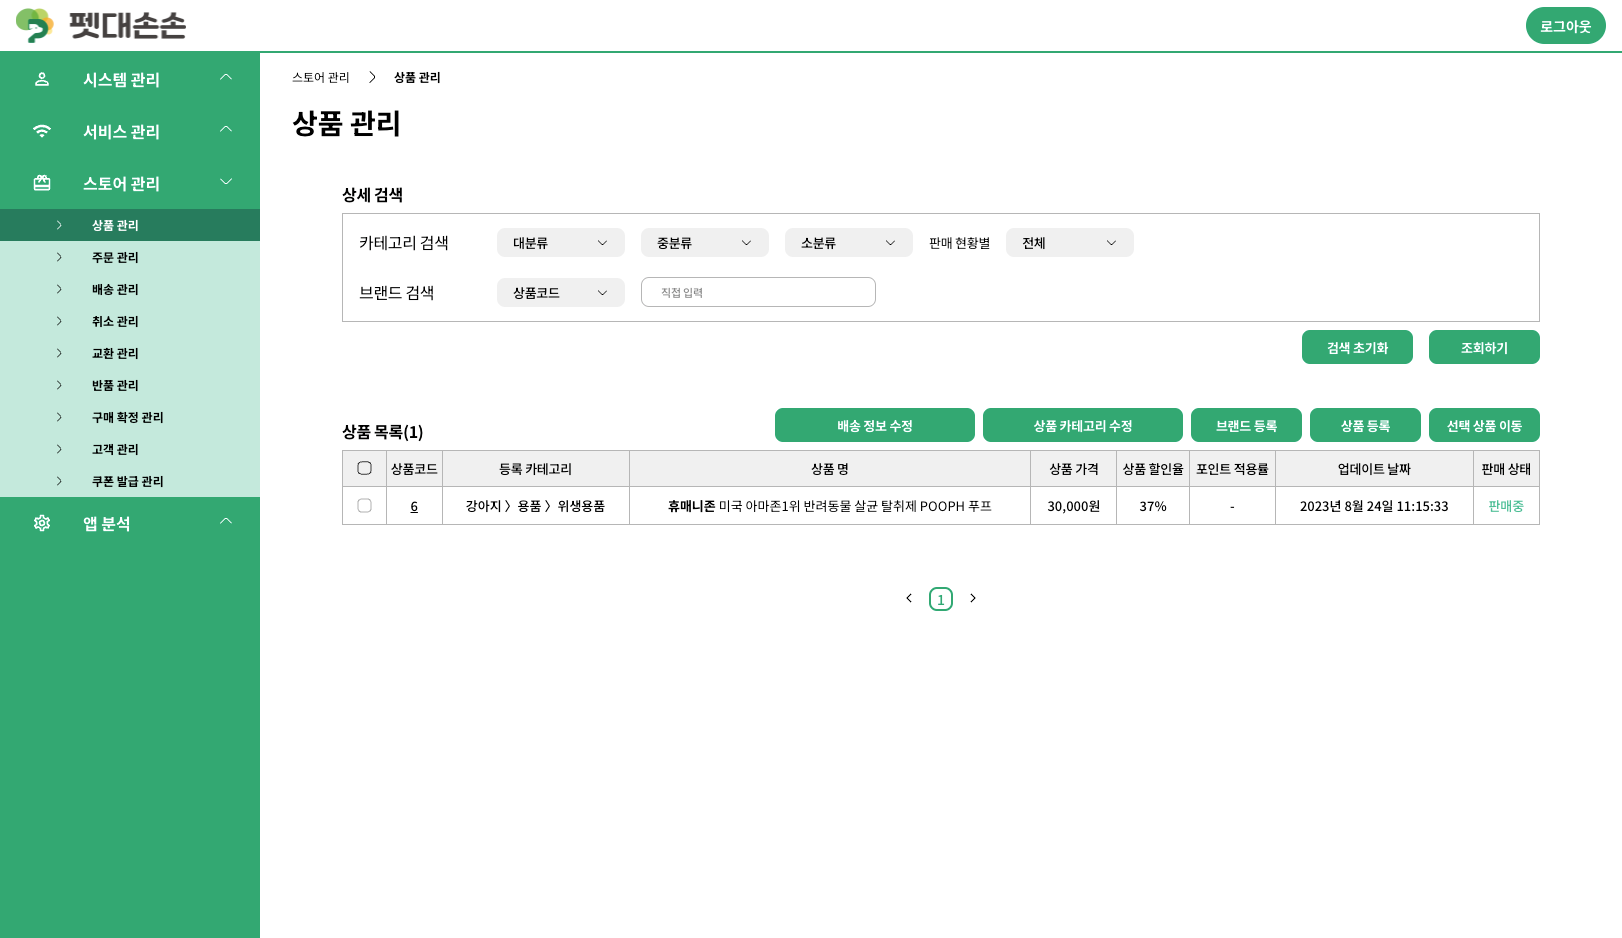 펫대손손
로그아웃
시스템 관리
서비스 관리
스토어 관리
상품 관리
주문 관리
배송 관리
취소 관리
교환 관리
반품 관리
구매 확정 관리
고객 관리
쿠폰 발급 관리
앱 분석
스토어 관리 > 상품 관리
상품 관리
상세 검색
카테고리 검색 대분류 중분류 소분류 판매 현황별 전체
브랜드 검색 상품코드 직접 입력
검색 초기화 조회하기
상품 목록(1) 배송 정보 수정 상품 카테고리 수정 브랜드 등록 상품 등록 선택 상품 이동
상품코드 등록 카테고리 상품 명 상품 가격 상품 할인율 포인트 적용률 업데이트 날짜 판매 상태
6 강아지 〉용품 〉위생용품 휴매니존 미국 아마존1위 반려동물 살균 탈취제 POOPH 푸프 30,000원 37% - 2023년 8월 24일 11:15:33 판매중
< 1 >